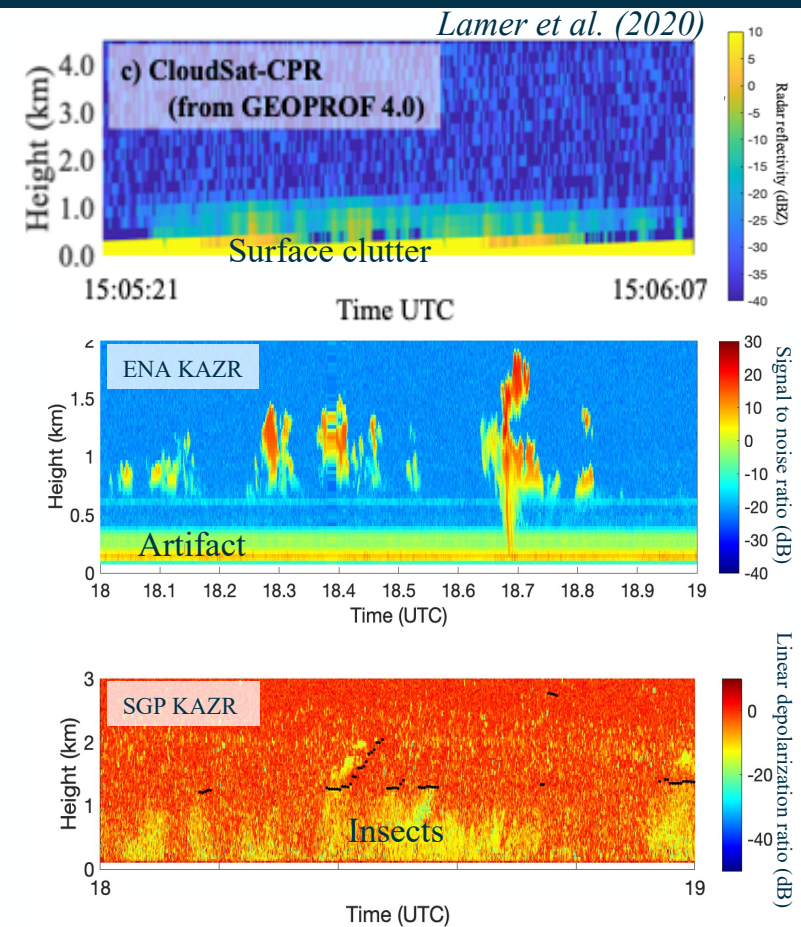 Lamer et al. (2020)
c) CloudSat-CPR
(from GEOPROF 4.0)
Height (km)
4.0
3.0
2.0
1.0
0.0
Surface clutter
15:05:21
15:06:07
Time UTC
10
5
0
-5
-10
-15
-20
-25
-30
-35
-40
Radar reflectivity (dBZ)
ENA KAZR
Height (km)
2
1.5
1
0.5
0
Artifact
18 18.1 18.2 18.3 18.4 18.5 18.6 18.7 18.8 18.9 19
Time (UTC)
30
20
10
0
-10
-20
-30
-40
Signal to noise ratio (dB)
SGP KAZR
Height (km)
3
2
1
0
Insects
18 19
Time (UTC)
0
-20
-40
Linear depolarization ratio (dB)